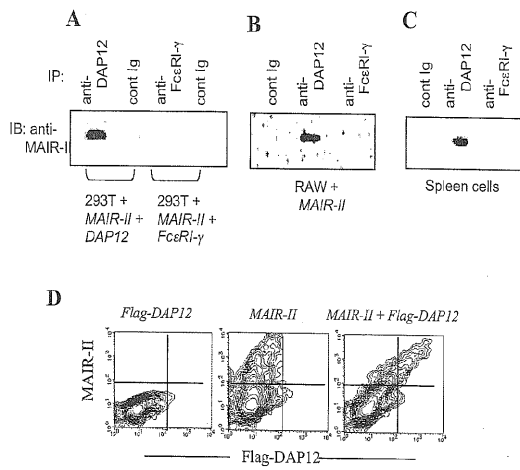 A
B
C
IP:
anti-DAP12
cont Ig
anti-FcεRI-γ
cont Ig
cont Ig
anti-DAP12
anti-FcεRI-γ
cont Ig
anti-DAP12
anti-FcεRI-γ
IB: anti-
MAIR-II
293T +
MAIR-II +
DAP12
293T +
MAIR-II +
FcεRI-γ
RAW +
MAIR-II
Spleen cells
D
Flag-DAP12
MAIR-II
MAIR-II + Flag-DAP12
MAIR-II
Flag-DAP12